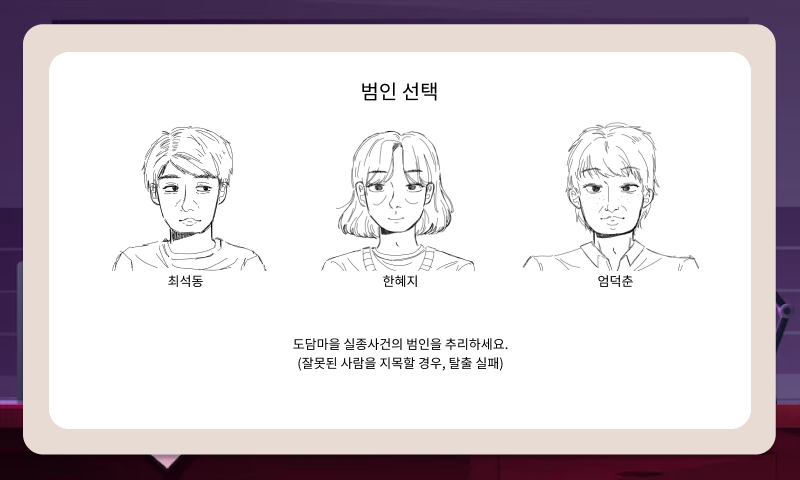 범인 선택
최석동
한혜지
엄덕춘
도담마을 실종사건의 범인을 추리하세요.
(잘못된 사람을 지목할 경우, 탈출 실패)